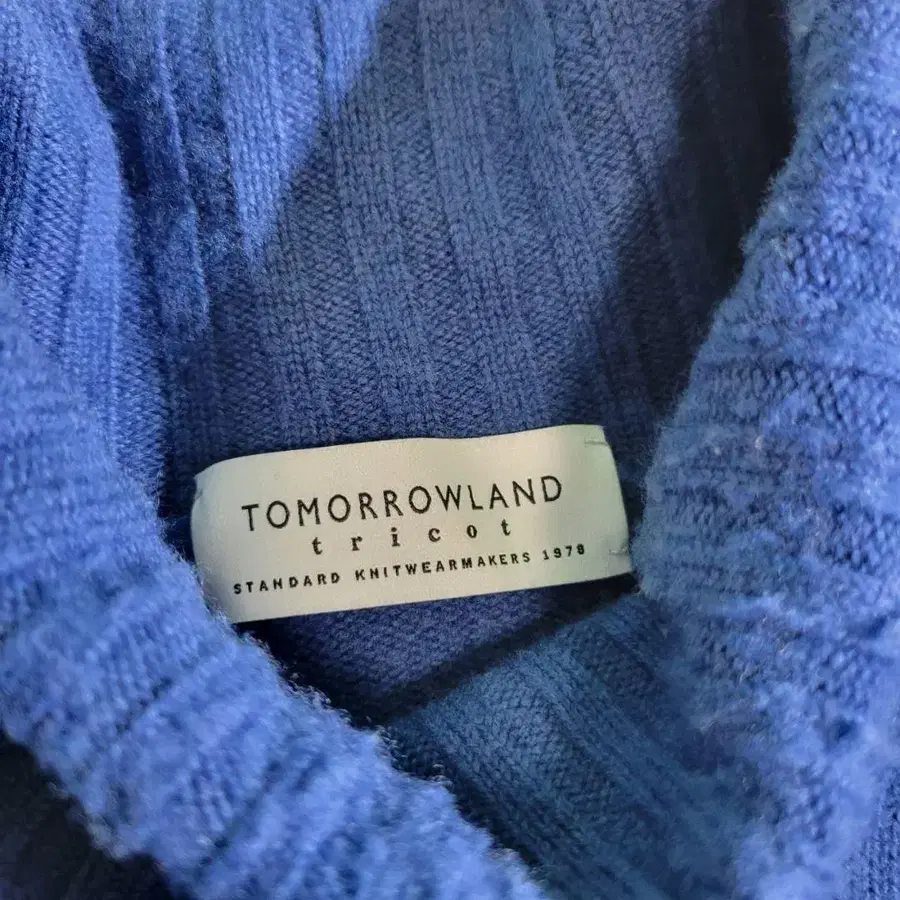 TOMORROWLAND
tricot
STANDARD KNITWEARMAKERS 1978